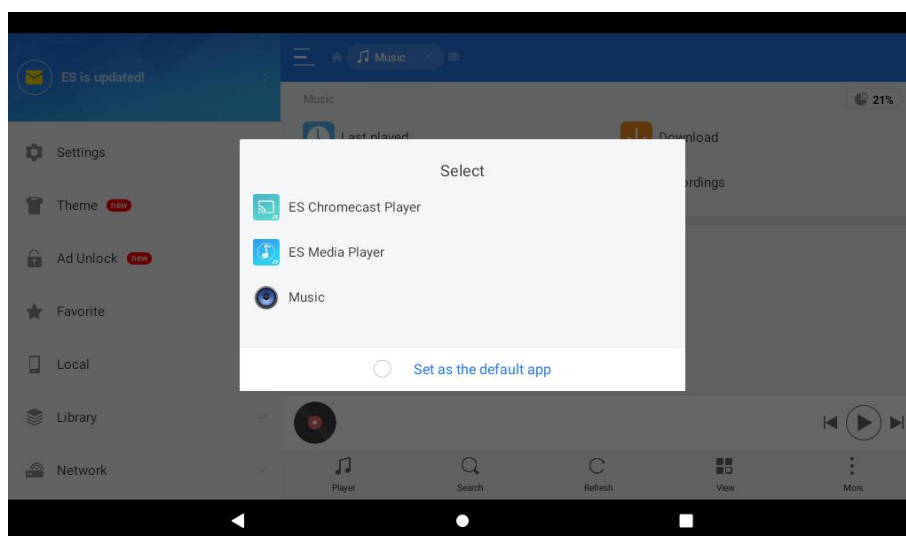 ES is updated!
Music
Music
21%
Last played
Download
Settings
Select
rdings
Theme new
ES Chromecast Player
Ad Unlock new
ES Media Player
Music
Favorite
Local
Set as the default app
Library
Network
Player
Search
Refresh
View
More